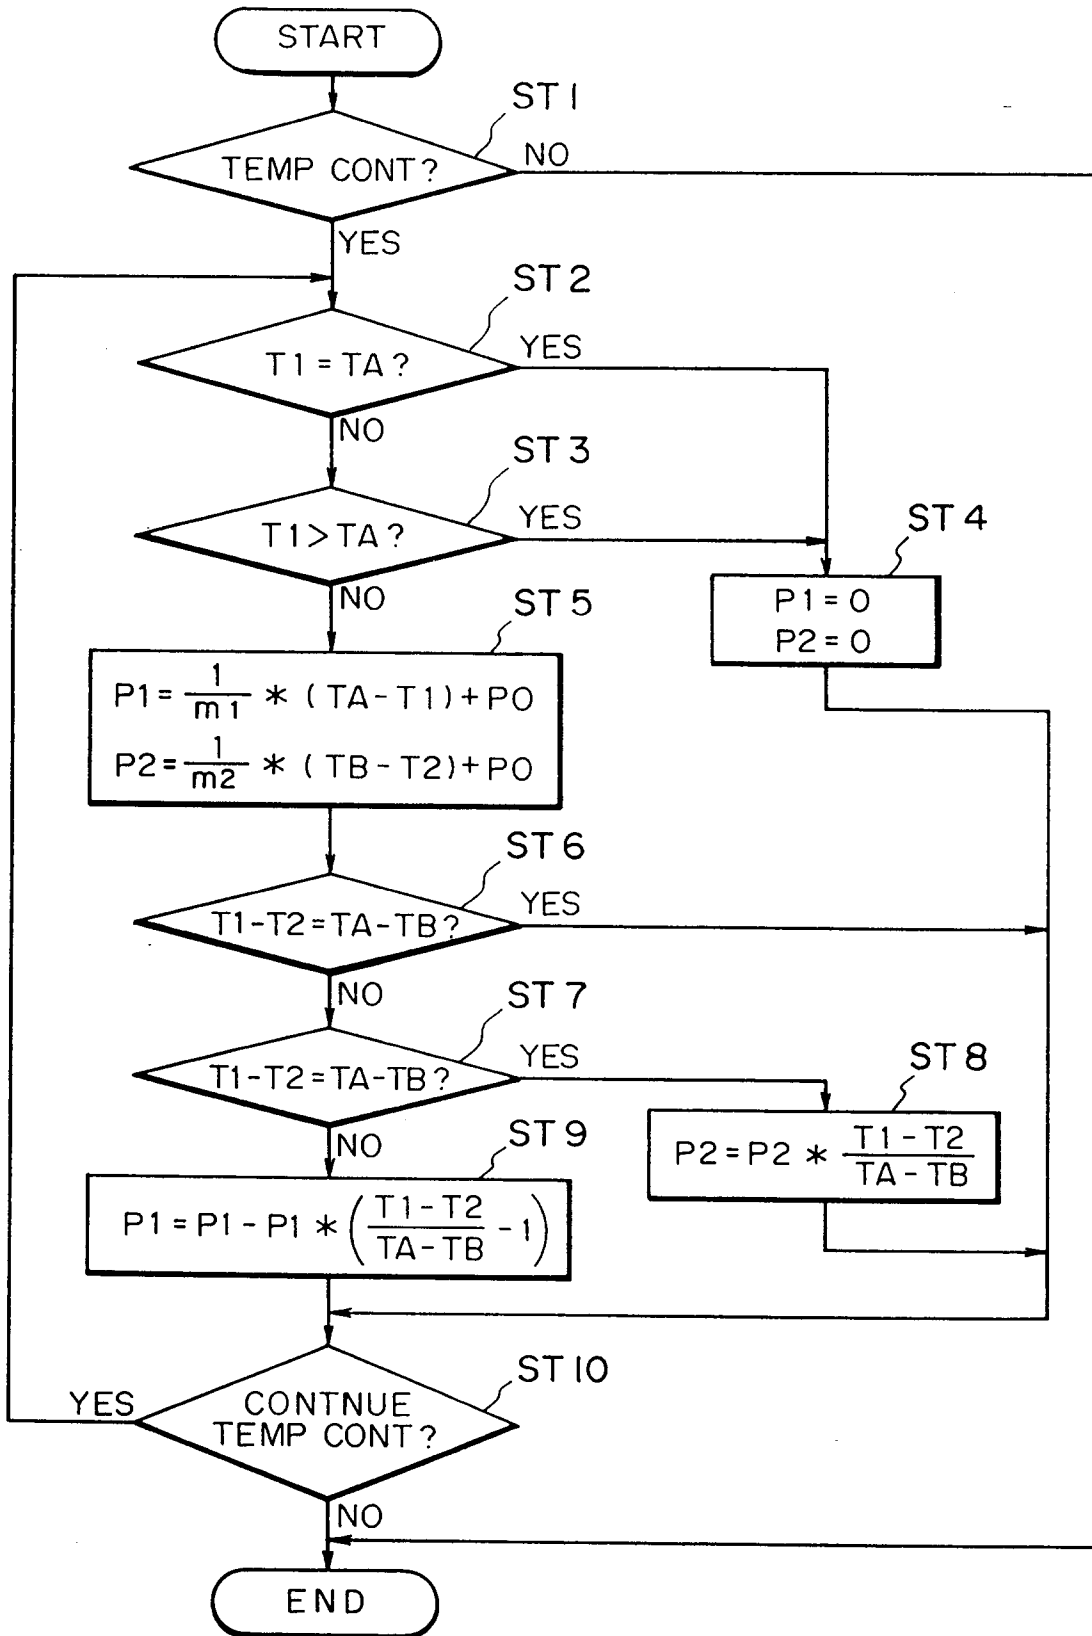 START
ST1
TEMP CONT?
NO
YES
ST2
T1=TA?
YES
NO
ST3
T1>TA?
YES
NO
ST4
P1=0
P2=0
ST5
P1=1/m1*(TA-T1)+P0
P2=1/m2*(TB-T2)+P0
ST6
T1-T2=TA-TB?
YES
NO
ST7
T1-T2=TA-TB?
YES
NO
ST8
P2=P2*T1-T2/TA-TB
ST9
P1=P1-P1*(T1-T2/TA-TB-1)
ST10
CONTNUE
TEMP CONT?
YES
NO
END